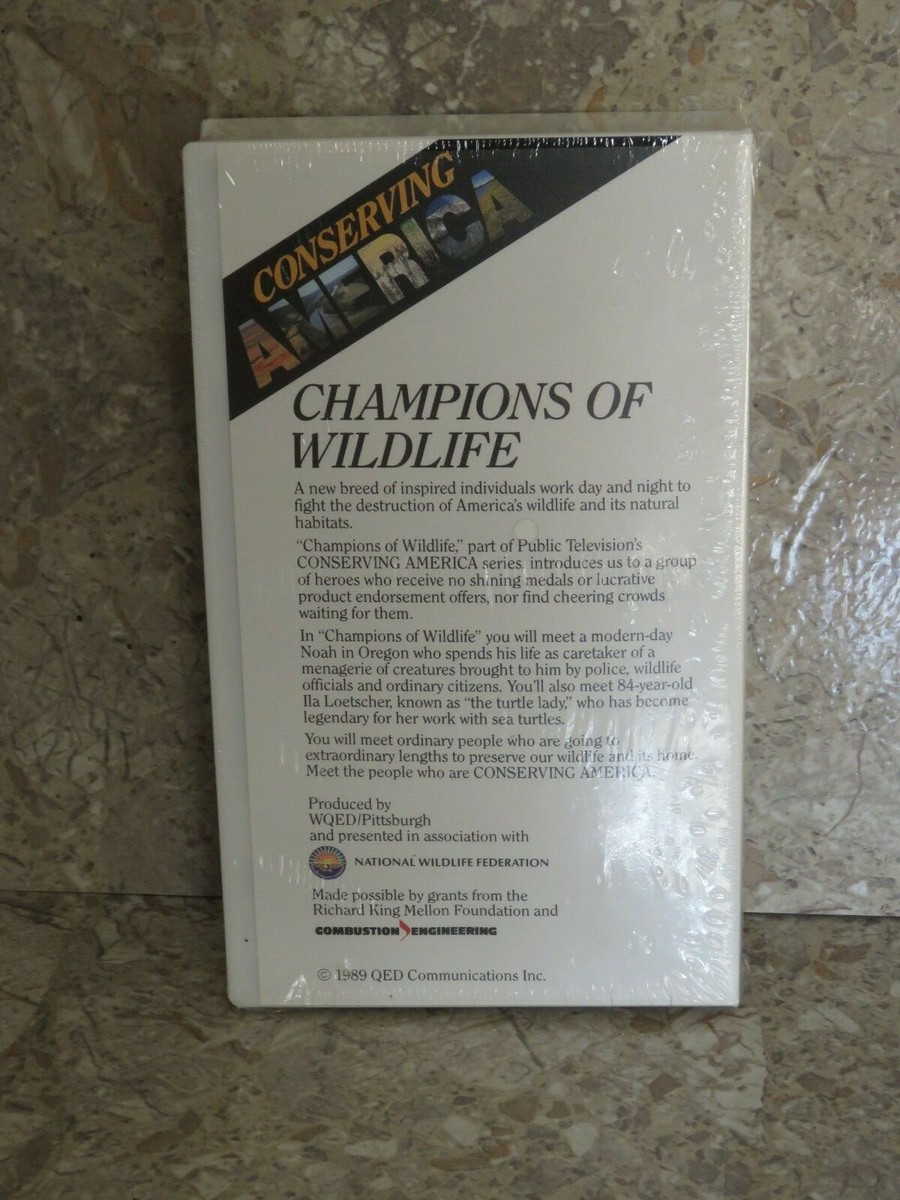 CONSERVING
AMERICA
CHAMPIONS OF
WILDLIFE
A new breed of inspired individuals work day and night to
fight the destruction of America's wildlife and its natural
habitats.
"Champions of Wildlife," part of Public Television's
CONSERVING AMERICA series, introduces us to a group
of heroes who receive no shining medals or lucrative
product endorsement offers, nor find cheering crowds
waiting for them.
In "Champions of Wildlife" you will meet a modern-day
Noah in Oregon who spends his life as caretaker of a
menagerie of creatures brought to him by police, wildlife
officials and ordinary citizens. You'll also meet 84-year-old
Ila Loetscher, known as "the turtle lady," who has become
legendary for her work with sea turtles.
You will meet ordinary people who are going to
extraordinary lengths to preserve our wildlife and its home.
Meet the people who are CONSERVING AMERICA.
Produced by
WQED/Pittsburgh
and presented in association with
NATIONAL WILDLIFE FEDERATION
Made possible by grants from the
Richard King Mellon Foundation and
COMBUSTION ENGINEERING
© 1989 QED Communications Inc.